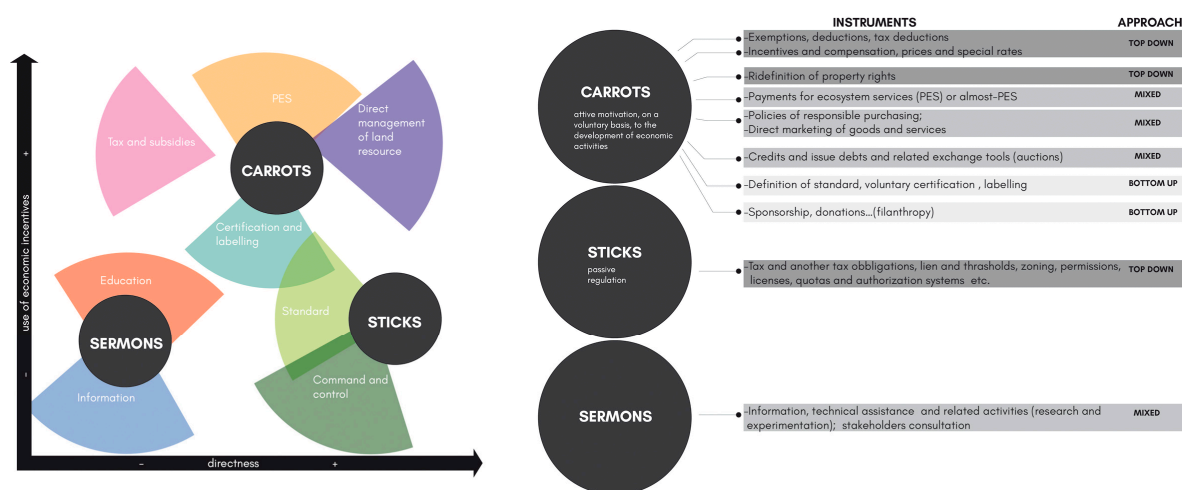 use of economic incentives
+
-
PES
Tax and subsidies
Direct
management
of land
resource
CARROTS
Certification and
labelling
Education
SERMONS
Information
Standard
STICKS
Command and
control
-
directness
+
INSTRUMENTS
APPROACH
CARROTS
attive motivation, on a
voluntary basis, to the
development of economic
activities
-Exemptions, deductions, tax deductions
-Incentives and compensation, prices and special rates
TOP DOWN
-Ridefinition of property rights
TOP DOWN
-Payments for ecosystem services (PES) or almost-PES
MIXED
-Policies of responsible purchasing;
-Direct marketing of goods and services
MIXED
-Credits and issue debts and related exchange tools (auctions)
MIXED
-Definition of standard, voluntary certification , labelling
BOTTOM UP
-Sponsorship, donations...(filanthropy)
BOTTOM UP
STICKS
passive
regulation
-Tax and another tax obbligations, lien and thrasholds, zoning, permissions,
licenses, quotas and authorization systems etc.
TOP DOWN
SERMONS
-Information, technical assistance and related activities (research and
experimentation); stakeholders consultation
MIXED